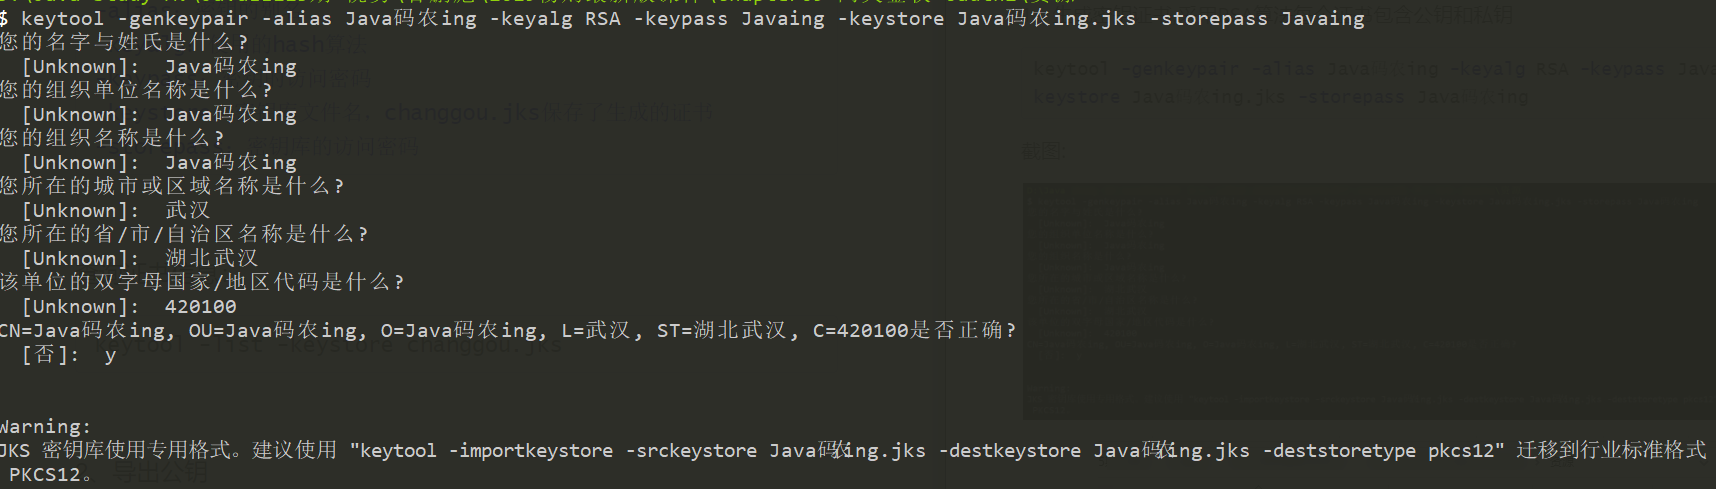 $ keytool -genkeypair -alias Java码农ing -keyalg RSA -keypass Javaing -keystore Java码农ing.jks -storepass Javaing
您的名字与姓氏是什么?
[Unknown]: Java码农ing
您的组织单位名称是什么?
[Unknown]: Java码农ing
您的组织名称是什么?
[Unknown]: Java码农ing
您所在的城市或区域名称是什么?
[Unknown]: 武汉
您所在的省/市/自治区名称是什么?
[Unknown]: 湖北武汉
该单位的双字母国家/地区代码是什么?
[Unknown]: 420100
CN=Java码农ing, OU=Java码农ing, O=Java码农ing, L=武汉, ST=湖北武汉, C=420100是否正确?
[否]: y
Warning:
JKS 密钥库使用专用格式。建议使用 "keytool -importkeystore -srckeystore Java码农ing.jks -destkeystore Java码农ing.jks -deststoretype pkcs12" 迁移到行业标准格式
PKCS12。